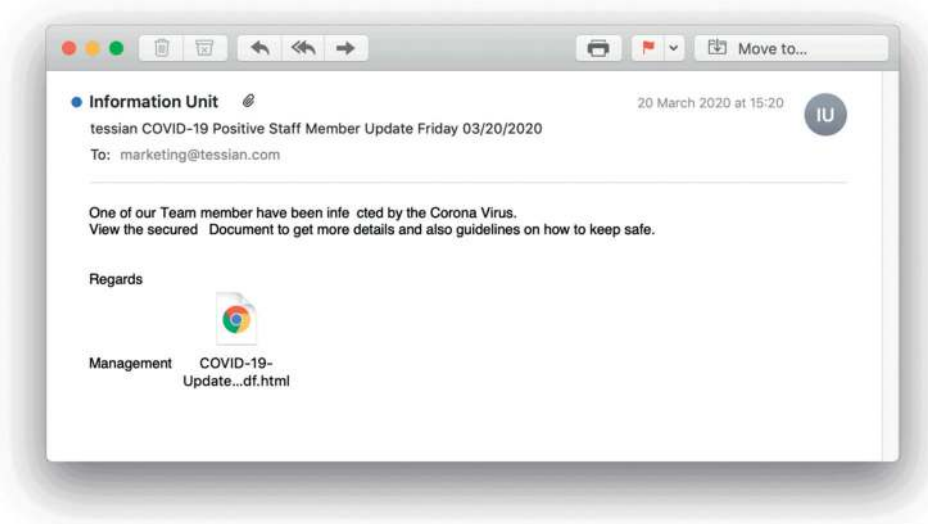 Move to...
Information Unit
20 March 2020 at 15:20
IU
tessian COVID-19 Positive Staff Member Update Friday 03/20/2020
To: marketing@tessian.com
One of our Team member have been infe cted by the Corona Virus.
View the secured Document to get more details and also guidelines on how to keep safe.
Regards
Management
COVID-19-
Update...df.html